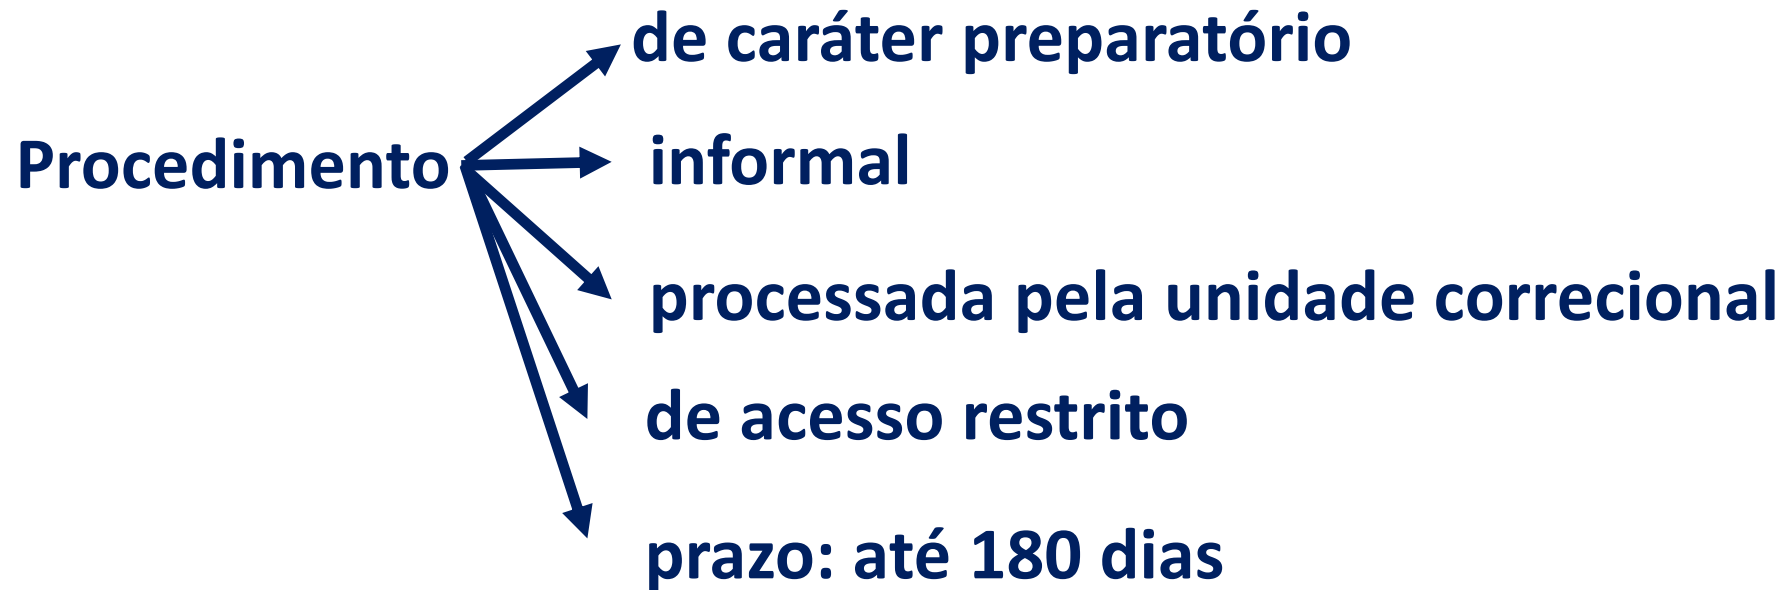 de caráter preparatório
Procedimento
informal
processada pela unidade correcional
de acesso restrito
prazo: até 180 dias